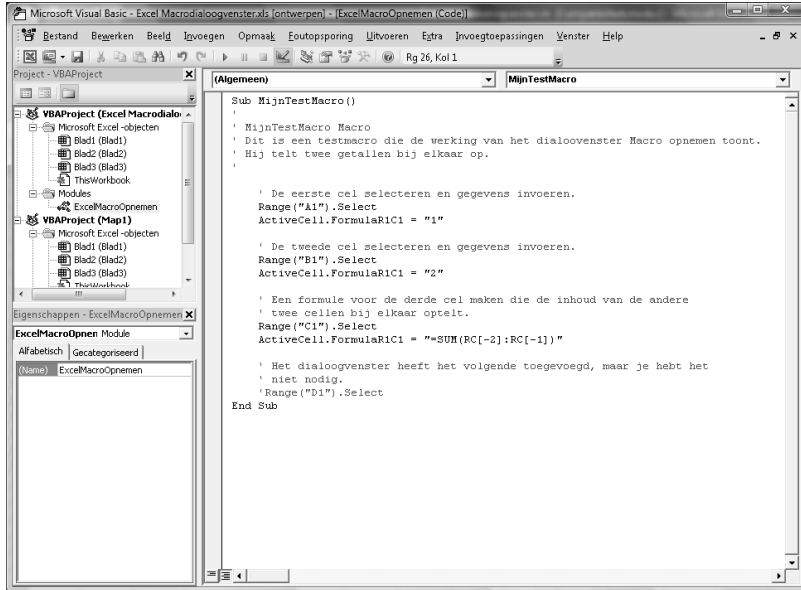 Microsoft Visual Basic - Excel Macrodialoogvenster.xls [ontwerpen] - [ExcelMacroOpnemen (Code)]
Bestand Bewerken Beeld Invoegen Opmaak Foutopsporing Uitvoeren Extra Invoegtoepassingen Venster Help
Rg 26, Kol 1
Project - VBAProject
VBAProject (Excel Macrodialo
Microsoft Excel -objecten
Blad1 (Blad1)
Blad2 (Blad2)
Blad3 (Blad3)
ThisWorkbook
Modules
ExcelMacroOpnemen
VBAProject (Map1)
Microsoft Excel -objecten
Blad1 (Blad1)
Blad2 (Blad2)
Blad3 (Blad3)
ThisWorkbook
Eigenschappen - ExcelMacroOpnemen
ExcelMacroOpnen Module
Alfabetisch Gecategoriseerd
(Name) ExcelMacroOpnemen
(Algemeen) MijnTestMacro
Sub MijnTestMacro()
'
' MijnTestMacro Macro
' Dit is een testmacro die de werking van het dialoovenster Macro opnemen toont.
' Hij telt twee getallen bij elkaar op.
'
' De eerste cel selecteren en gegevens invoeren.
Range("A1").Select
ActiveCell.FormulaR1C1 = "1"
' De tweede cel selecteren en gegevens invoeren.
Range("B1").Select
ActiveCell.FormulaR1C1 = "2"
' Een formule voor de derde cel maken die de inhoud van de andere
' twee cellen bij elkaar optelt.
Range("C1").Select
ActiveCell.FormulaR1C1 = "=SUM(RC[-2]:RC[-1])"
' Het dialoogvenster heeft het volgende toegevoegd, maar je hebt het
' niet nodig.
'Range("D1").Select
End Sub